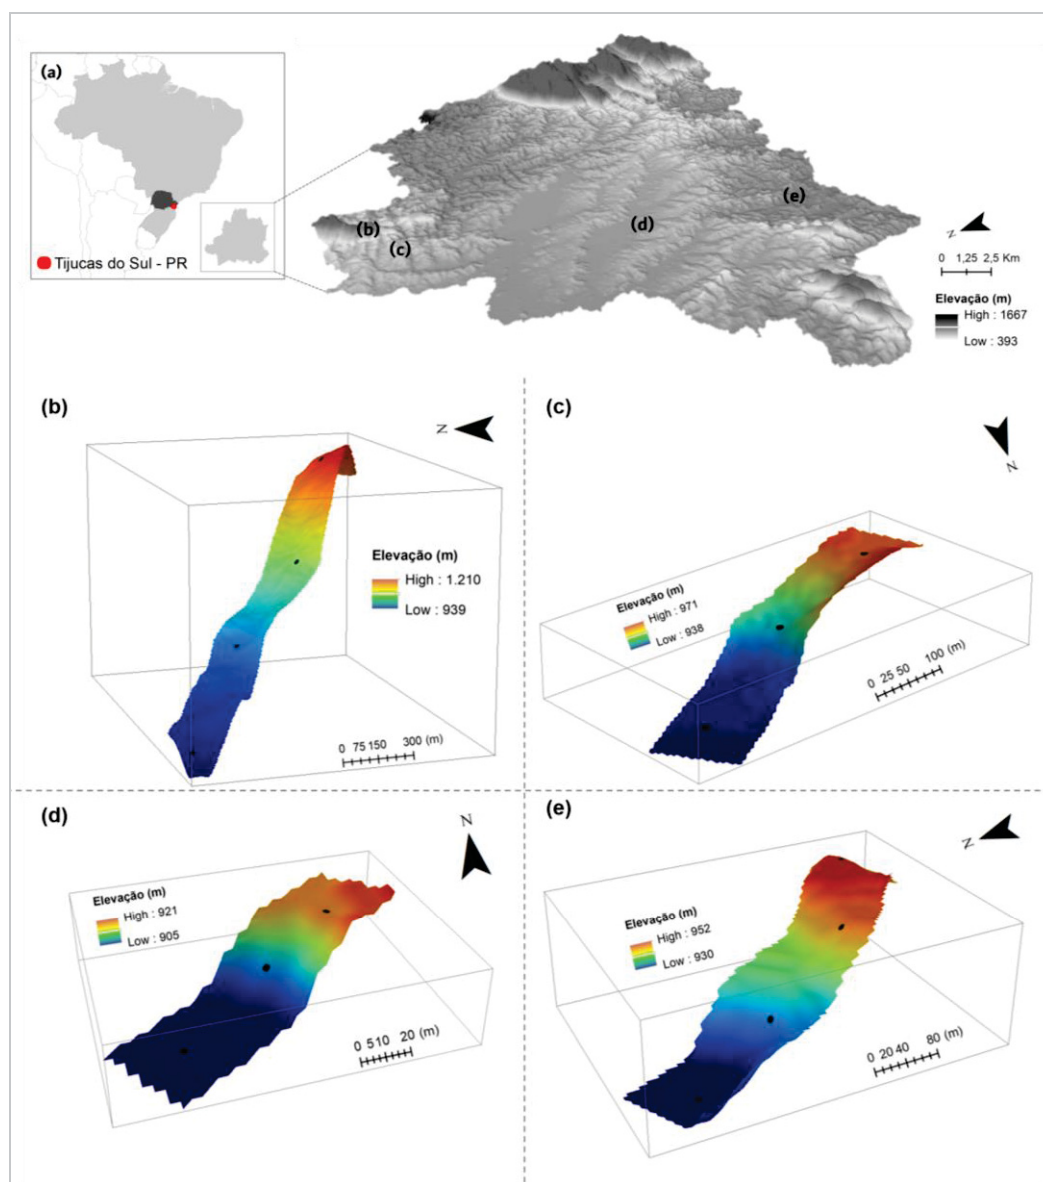 (a)
Tijucas do Sul - PR
(b)
(c)
(d)
(e)
N
0 1,25 2,5 Km
Elevação (m)
High : 1667
Low : 393
(b)
N
Elevação (m)
High : 1.210
Low : 939
0 75 150 300 (m)
(c)
N
Elevação (m)
High : 971
Low : 938
0 25 50 100 (m)
(d)
N
Elevação (m)
High : 921
Low : 905
0 5 10 20 (m)
(e)
N
Elevação (m)
High : 952
Low : 930
0 20 40 80 (m)